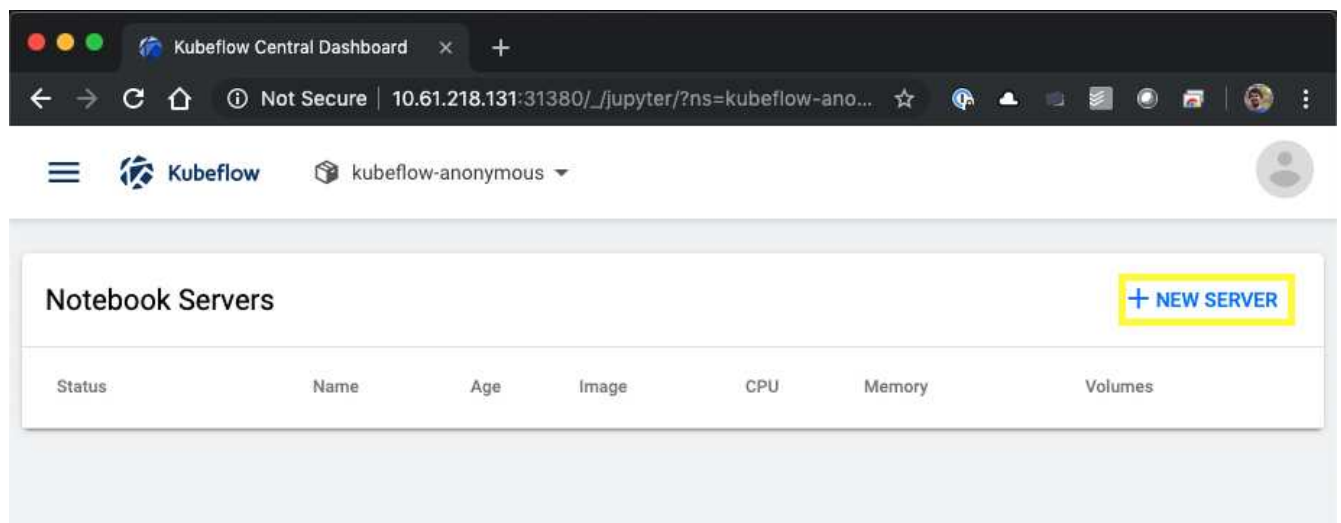 Kubeflow Central Dashboard
Not Secure | 10.61.218.131:31380/_/jupyter/?ns=kubeflow-ano...
Kubeflow kubeflow-anonymous
Notebook Servers + NEW SERVER
Status Name Age Image CPU Memory Volumes